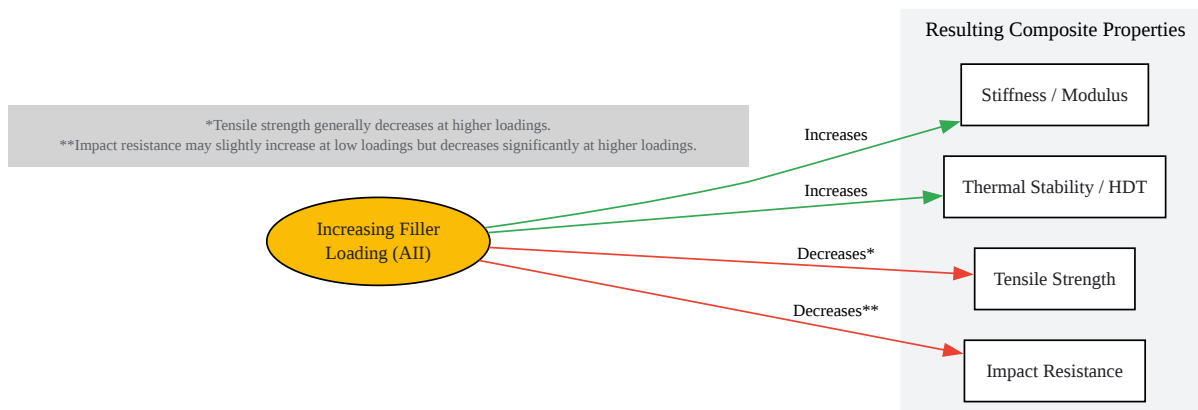 Resulting Composite Properties
Stiffness / Modulus
*Tensile strength generally decreases at higher loadings.
**Impact resistance may slightly increase at low loadings but decreases significantly at higher loadings.
Increases
Increases
Thermal Stability / HDT
Increasing Filler
Loading (AII)
Decreases*
Tensile Strength
Decreases**
Impact Resistance